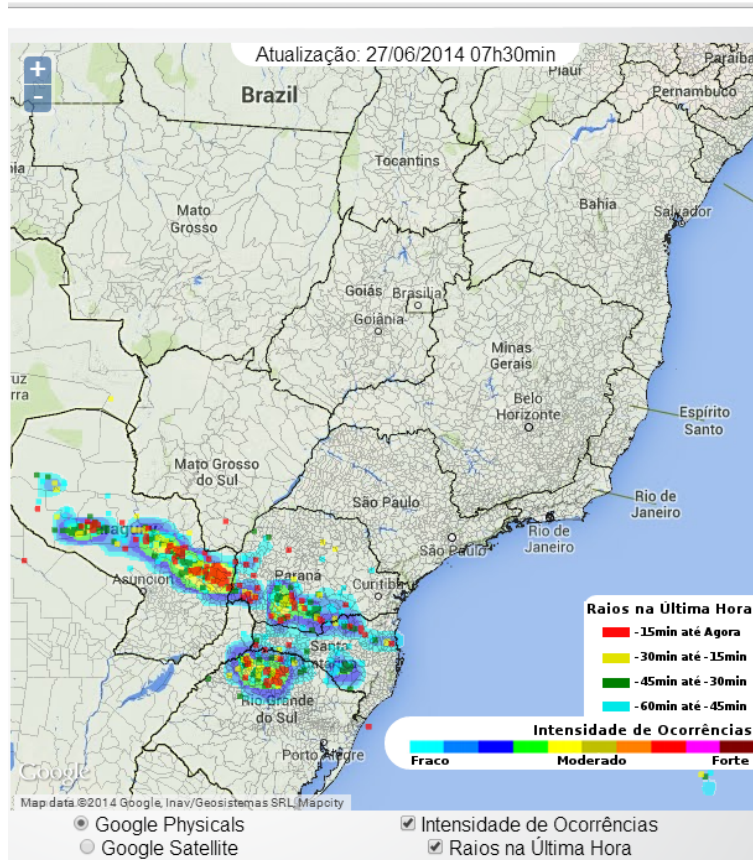 Atualização: 27/06/2014 07h30min
+
-
Brazil
Piauí
Paraíba
Pernambuco
Tocantins
Mato
Grosso
Bahia
Salvador
Goiás
Brasilia
Goiânia
Minas
Gerais
Belo
Horizonte
Espírito
Santo
Mato Grosso
do Sul
São Paulo
Rio de
Janeiro
Rio de
Janeiro
São Paulo
Asuncion
Paraná
Curitiba
Santa
Rio Grande
do Sul
Porto Alegre
Raios na Última Hora
-15min até Agora
-30min até -15min
-45min até -30min
-60min até -45min
Intensidade de Ocorrências
Fraco Moderado Forte
Google
Map data ©2014 Google, Inav/Geosistemas SRL, Mapcity
Google Physicals
Intensidade de Ocorrências
Google Satellite
Raios na Última Hora